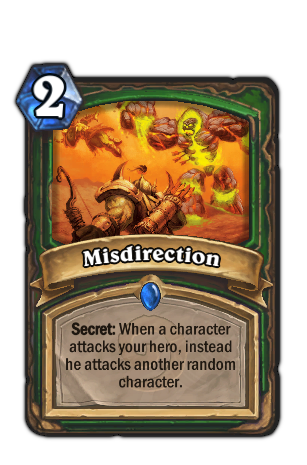 2
Misdirection
Secret: When a character
attacks your hero, instead
he attacks another random
character.